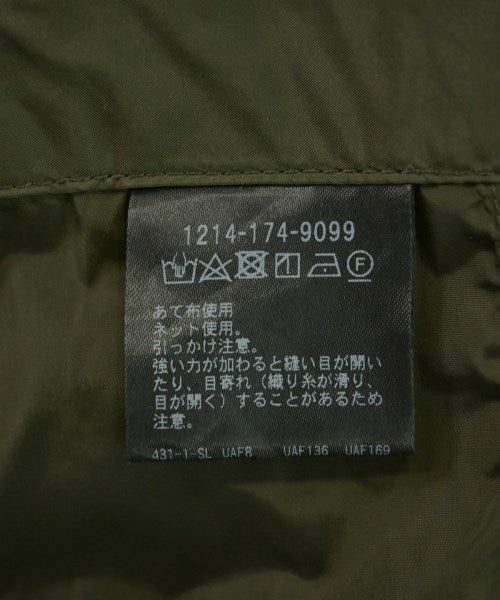 1214-174-9099
あて布使用
ネット使用。
引っかけ注意。
強い力が加わると縫い目が開い
たり、目寄れ（織り糸が滑り、
目が開く）することがあるため
注意。
431-1-SL UAF8 UAF136 UAF169